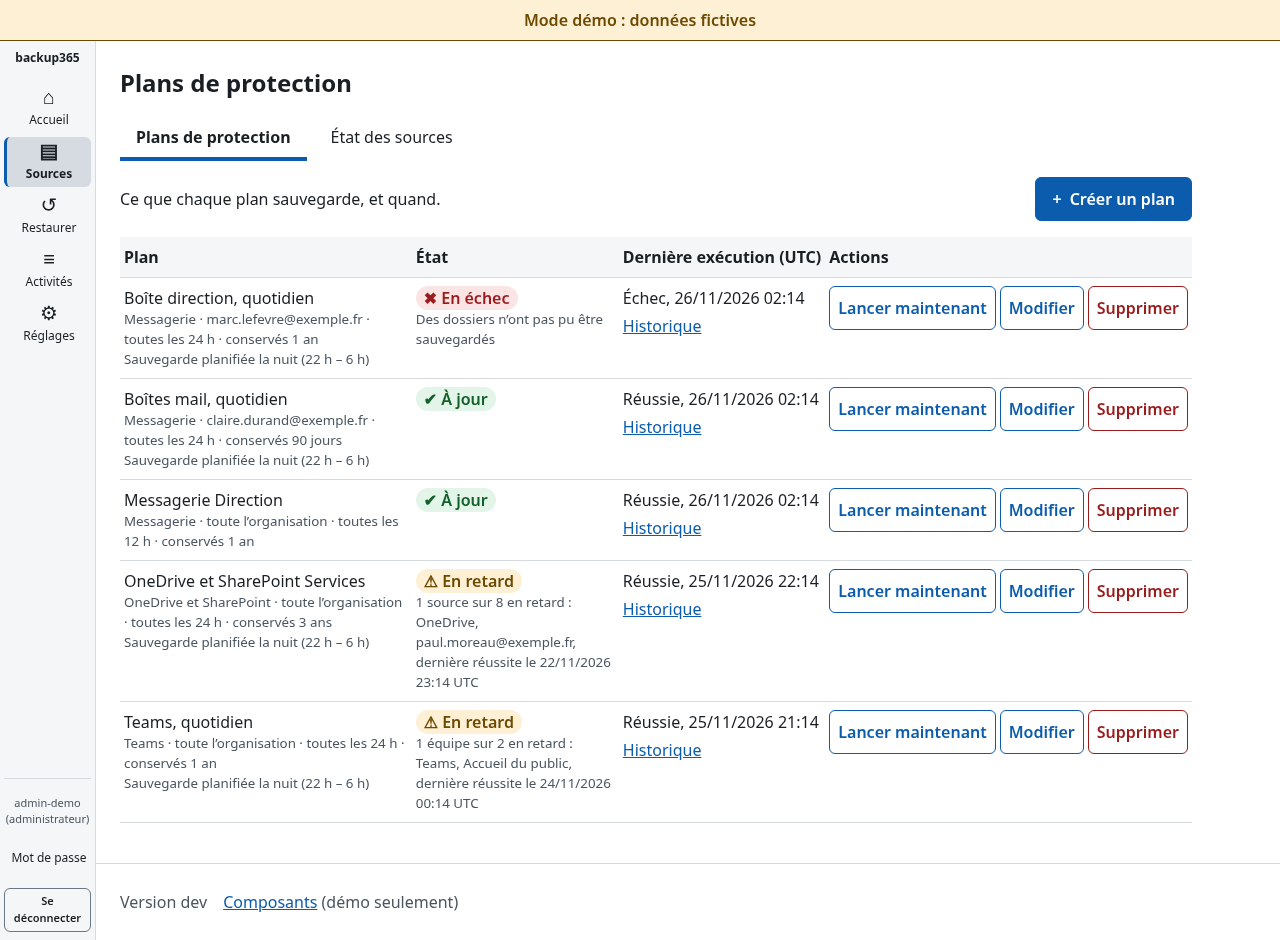 Mode démo : données fictives
backup365
Accueil
Sources
Restaurer
Activités
Réglages
admin-demo
(administrateur)
Mot de passe
Se
déconnecter
Plans de protection
Plans de protection
État des sources
Ce que chaque plan sauvegarde, et quand.
+ Créer un plan
Plan État Dernière exécution (UTC) Actions
Boîte direction, quotidien
Messagerie · marc.lefevre@exemple.fr ·
toutes les 24 h · conservés 1 an
Sauvegarde planifiée la nuit (22 h – 6 h)
✖ En échec
Des dossiers n’ont pas pu être
sauvegardés
Échec, 26/11/2026 02:14
Historique
Lancer maintenant Modifier Supprimer
Boîtes mail, quotidien
Messagerie · claire.durand@exemple.fr ·
toutes les 24 h · conservés 90 jours
Sauvegarde planifiée la nuit (22 h – 6 h)
✔ À jour
Réussie, 26/11/2026 02:14
Historique
Lancer maintenant Modifier Supprimer
Messagerie Direction
Messagerie · toute l’organisation · toutes les
12 h · conservés 1 an
✔ À jour
Réussie, 26/11/2026 02:14
Historique
Lancer maintenant Modifier Supprimer
OneDrive et SharePoint Services
OneDrive et SharePoint · toute l’organisation
· toutes les 24 h · conservés 3 ans
Sauvegarde planifiée la nuit (22 h – 6 h)
⚠ En retard
1 source sur 8 en retard :
OneDrive,
paul.moreau@exemple.fr,
dernière réussite le 22/11/2026
23:14 UTC
Réussie, 25/11/2026 22:14
Historique
Lancer maintenant Modifier Supprimer
Teams, quotidien
Teams · toute l’organisation · toutes les 24 h ·
conservés 1 an
Sauvegarde planifiée la nuit (22 h – 6 h)
⚠ En retard
1 équipe sur 2 en retard :
Teams, Accueil du public,
dernière réussite le 24/11/2026
00:14 UTC
Réussie, 25/11/2026 21:14
Historique
Lancer maintenant Modifier Supprimer
Version dev Composants (démo seulement)